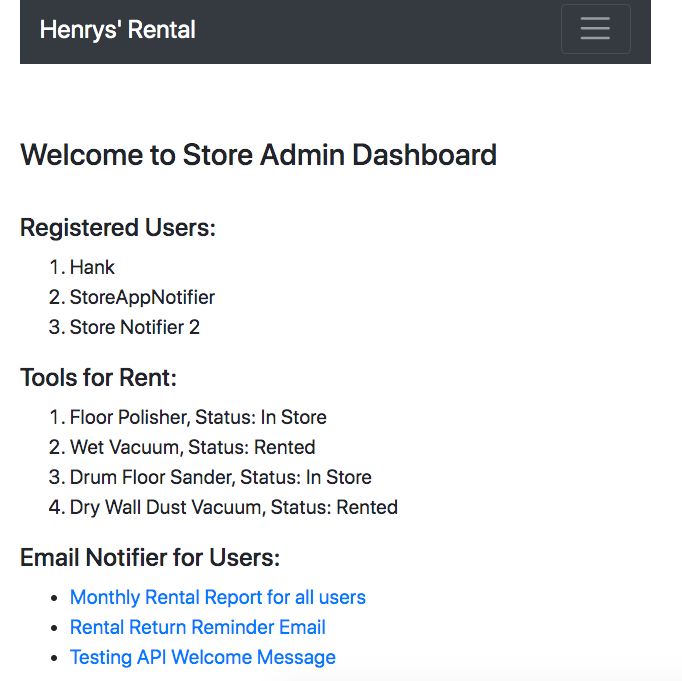 Henrys' Rental
Welcome to Store Admin Dashboard
Registered Users:
1. Hank
2. StoreAppNotifier
3. Store Notifier 2
Tools for Rent:
1. Floor Polisher, Status: In Store
2. Wet Vacuum, Status: Rented
3. Drum Floor Sander, Status: In Store
4. Dry Wall Dust Vacuum, Status: Rented
Email Notifier for Users:
• Monthly Rental Report for all users
• Rental Return Reminder Email
• Testing API Welcome Message